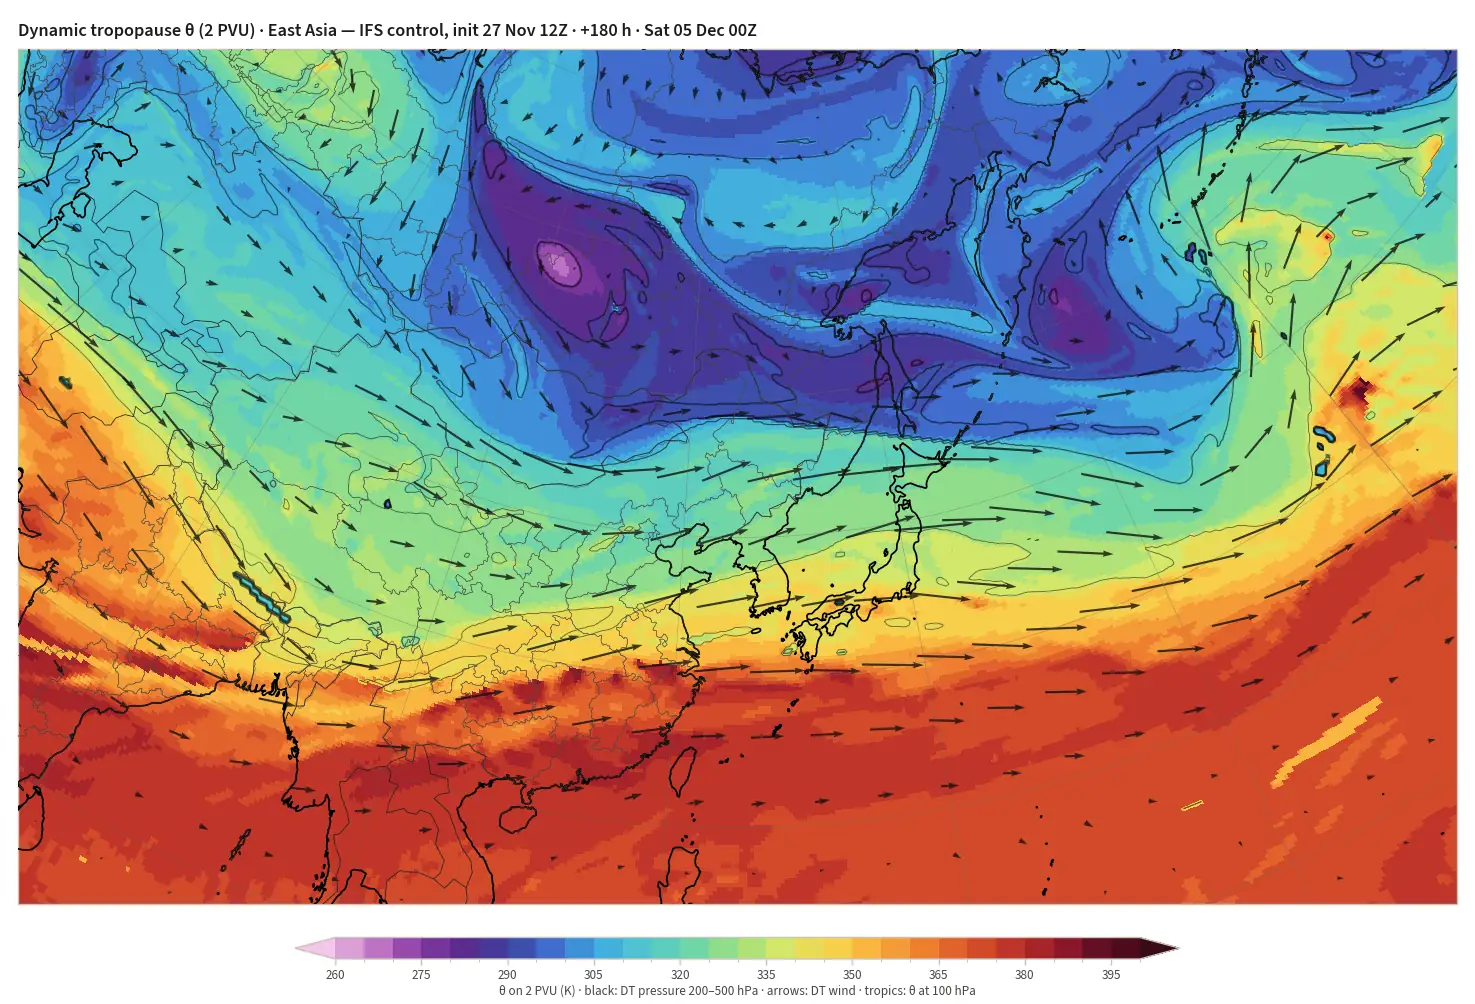 Dynamic tropopause θ (2 PVU) · East Asia — IFS control, init 27 Nov 12Z · +180 h · Sat 05 Dec 00Z
260 275 290 305 320 335 350 365 380 395
θ on 2 PVU (K) · black: DT pressure 200–500 hPa · arrows: DT wind · tropics: θ at 100 hPa